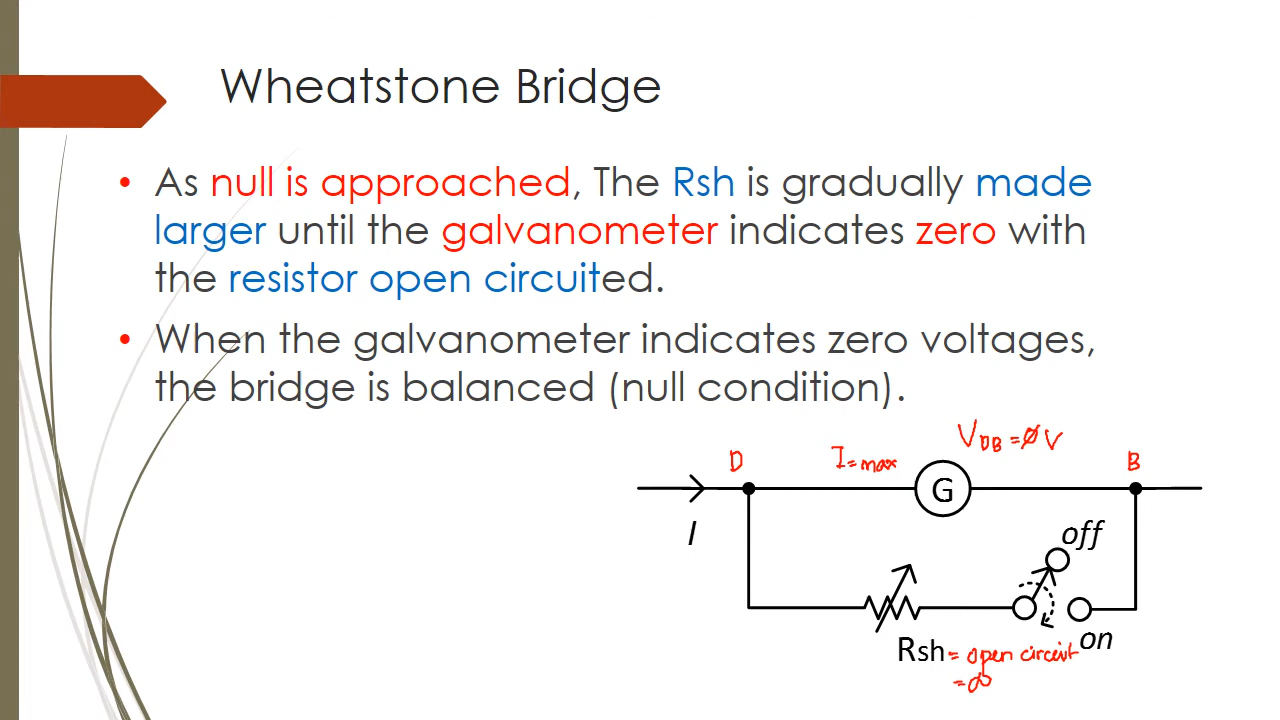 Wheatstone Bridge
• As null is approached, The Rsh is gradually made
larger until the galvanometer indicates zero with
the resistor open circuited.
• When the galvanometer indicates zero voltages,
the bridge is balanced (null condition).
V DB = 0 V
D
I = max
B
G
I
off
on
Rsh = open circuit
= ∞